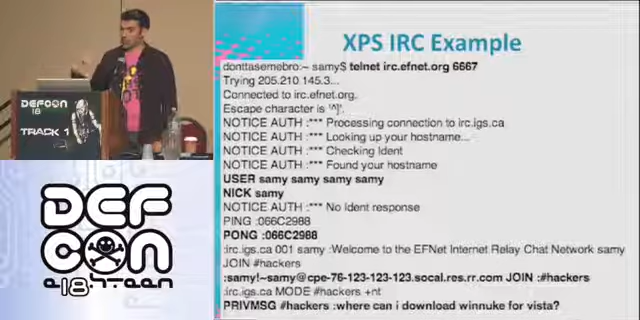 DEFCON
18
TRACK 1
DEF
CON
18
XPS IRC Example
donttasemebro:~ samy$ telnet irc.efnet.org 6667
Trying 205.210.145.3...
Connected to irc.efnet.org.
Escape character is '^]'.
NOTICE AUTH :*** Processing connection to irc.igs.ca
NOTICE AUTH :*** Looking up your hostname...
NOTICE AUTH :*** Checking Ident
NOTICE AUTH :*** Found your hostname
USER samy samy samy samy
NICK samy
NOTICE AUTH :*** No Ident response
PING :066C2988
PONG :066C2988
:irc.igs.ca 001 samy :Welcome to the EFNet Internet Relay Chat Network samy
JOIN #hackers
:samy!~samy@cpe-76-123-123-123.socal.res.rr.com JOIN :#hackers
:irc.igs.ca MODE #hackers +nt
PRIVMSG #hackers :where can i download winnuke for vista?